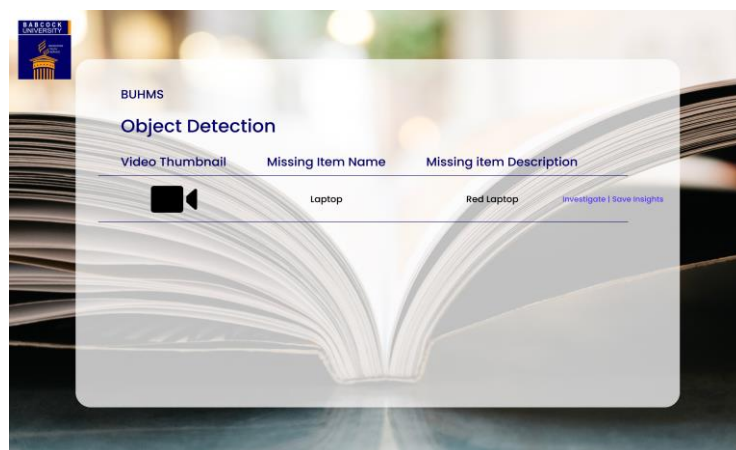 BABCOCK
UNIVERSITY
BUHMS
Object Detection
Video Thumbnail Missing Item Name Missing item Description
Laptop Red Laptop Investigate | Save Insights